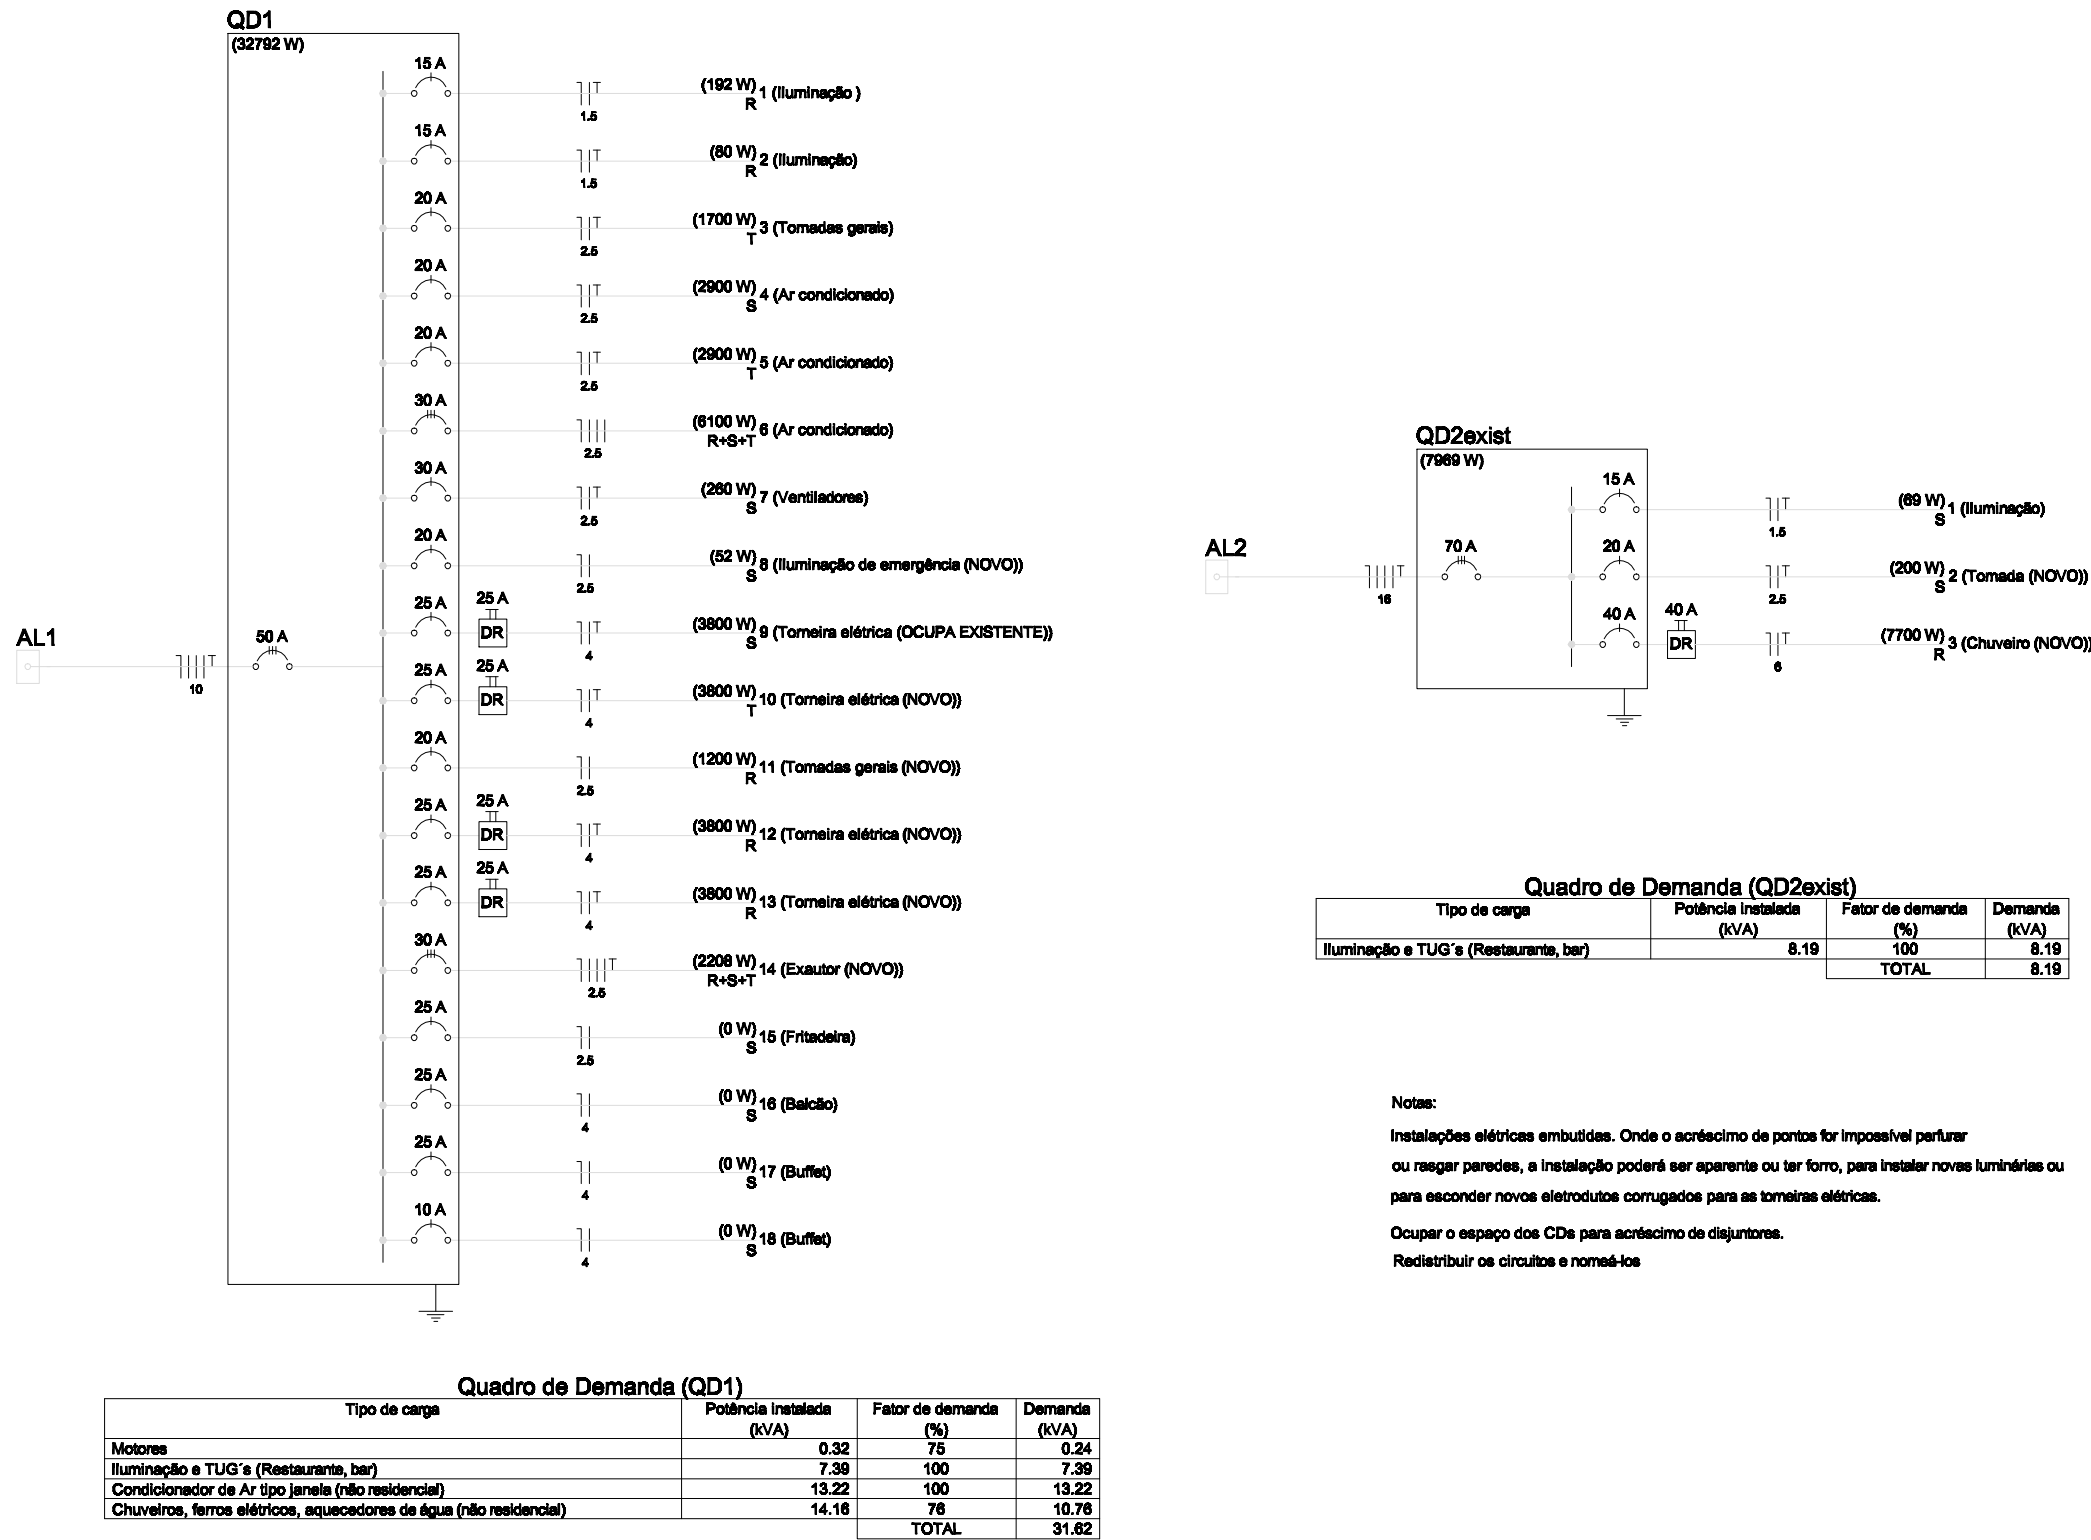 QD1
(32792 W)
15 A
(192 W)
R
1 (Iluminação )
1.5
15 A
(80 W)
R
2 (Iluminação)
1.5
20 A
(1700 W)
T
3 (Tomadas gerais)
2.5
20 A
(2900 W)
S
4 (Ar condicionado)
2.5
20 A
(2900 W)
T
5 (Ar condicionado)
2.5
30 A
(6100 W)
R+S+T
6 (Ar condicionado)
2.5
30 A
(260 W)
S
7 (Ventiladores)
2.5
20 A
(52 W)
S
8 (Iluminação de emergência (NOVO))
2.5
25 A
25 A
DR
(3800 W)
S
9 (Torneira elétrica (OCUPA EXISTENTE))
4
AL1
10
50 A
25 A
25 A
DR
(3800 W)
T
10 (Torneira elétrica (NOVO))
4
20 A
(1200 W)
R
11 (Tomadas gerais (NOVO))
2.5
25 A
25 A
DR
(3800 W)
R
12 (Torneira elétrica (NOVO))
4
25 A
25 A
DR
(3800 W)
R
13 (Torneira elétrica (NOVO))
4
30 A
(2208 W)
R+S+T
14 (Exautor (NOVO))
2.5
25 A
(0 W)
S
15 (Fritadeira)
2.5
25 A
(0 W)
S
16 (Balcão)
4
25 A
(0 W)
S
17 (Buffet)
4
10 A
(0 W)
S
18 (Buffet)
4
Quadro de Demanda (QD1)
Tipo de carga Potência instalada (kVA) Fator de demanda (%) Demanda (kVA)
Motores 0.32 75 0.24
Iluminação e TUG´s (Restaurante, bar) 7.39 100 7.39
Condicionador de Ar tipo janela (não residencial) 13.22 100 13.22
Chuveiros, ferros elétricos, aquecedores de água (não residencial) 14.16 76 10.76
TOTAL 31.62
QD2exist
(7969 W)
15 A
(69 W)
S
1 (Iluminação)
1.5
AL2
16
70 A
20 A
(200 W)
S
2 (Tomada (NOVO))
2.5
40 A
40 A
DR
(7700 W)
R
3 (Chuveiro (NOVO))
6
Quadro de Demanda (QD2exist)
Tipo de carga Potência instalada (kVA) Fator de demanda (%) Demanda (kVA)
Iluminação e TUG´s (Restaurante, bar) 8.19 100 8.19
TOTAL 8.19
Notas:
Instalações elétricas embutidas. Onde o acréscimo de pontos for impossível perfurar
ou rasgar paredes, a instalação poderá ser aparente ou ter forro, para instalar novas luminárias ou
para esconder novos eletrodutos corrugados para as torneiras elétricas.
Ocupar o espaço dos CDs para acréscimo de disjuntores.
Redistribuir os circuitos e nomeá-los